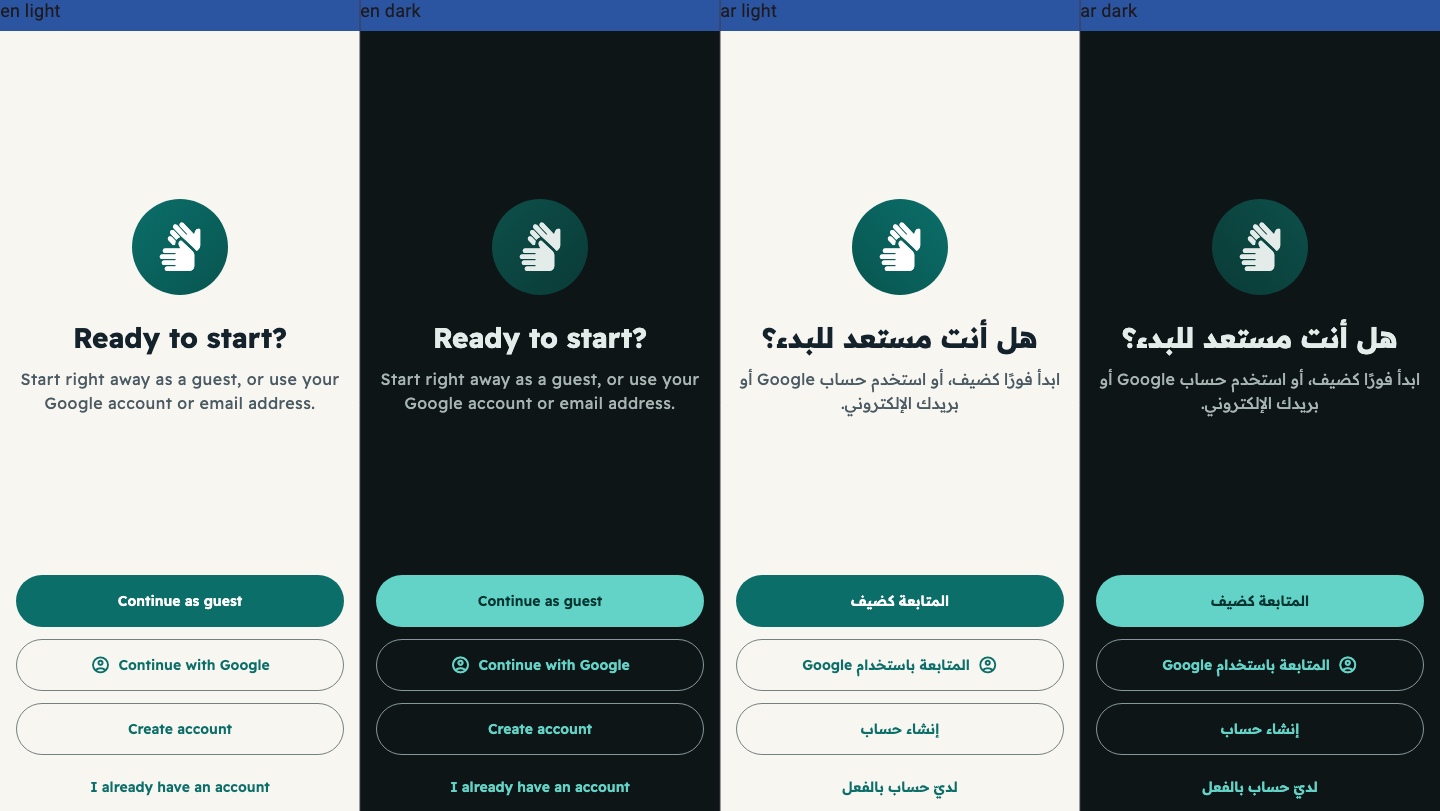 en light
Ready to start?
Start right away as a guest, or use your
Google account or email address.
Continue as guest
Continue with Google
Create account
I already have an account
en dark
Ready to start?
Start right away as a guest, or use your
Google account or email address.
Continue as guest
Continue with Google
Create account
I already have an account
ar light
هل أنت مستعد للبدء؟
ابدأ فورًا كضيف، أو استخدم حساب Google أو
بريدك الإلكتروني.
المتابعة كضيف
المتابعة باستخدام Google
إنشاء حساب
لديّ حساب بالفعل
ar dark
هل أنت مستعد للبدء؟
ابدأ فورًا كضيف، أو استخدم حساب Google أو
بريدك الإلكتروني.
المتابعة كضيف
المتابعة باستخدام Google
إنشاء حساب
لديّ حساب بالفعل